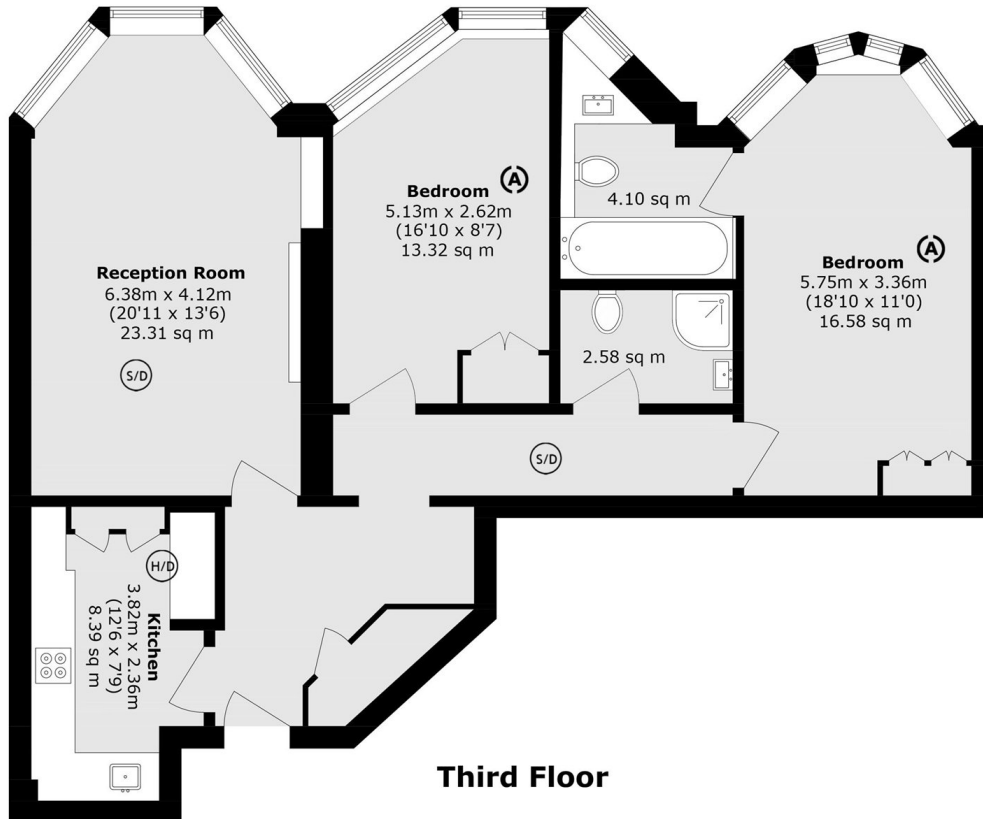 Reception Room
6.38m x 4.12m
(20'11 x 13'6)
23.31 sq m
S/D
Bedroom
A
5.13m x 2.62m
(16'10 x 8'7)
13.32 sq m
4.10 sq m
2.58 sq m
Bedroom
A
5.75m x 3.36m
(18'10 x 11'0)
16.58 sq m
S/D
H/D
Kitchen
3.82m x 2.36m
(12'6 x 7'9)
8.39 sq m
Third Floor